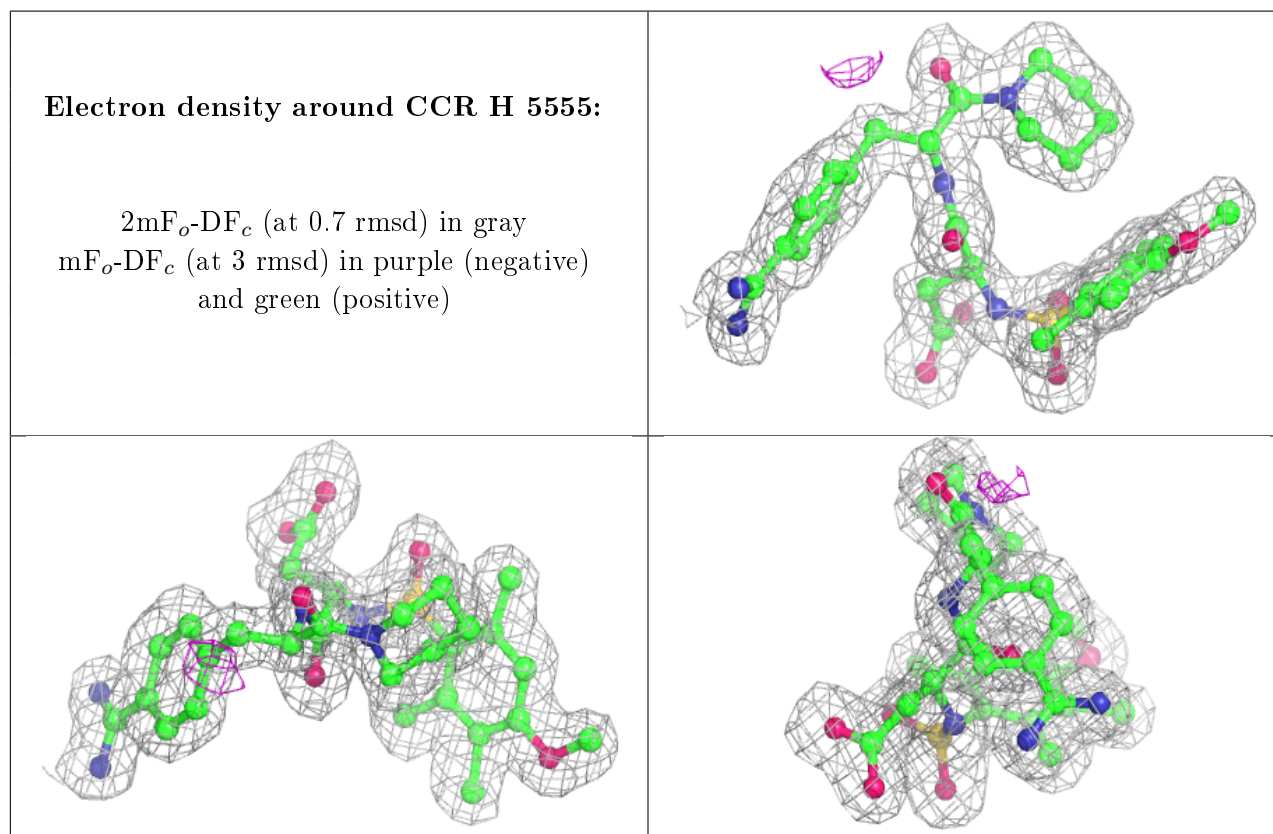 Electron density around CCR H 5555:
2mFo-DFc (at 0.7 rmsd) in gray
mFo-DFc (at 3 rmsd) in purple (negative)
and green (positive)